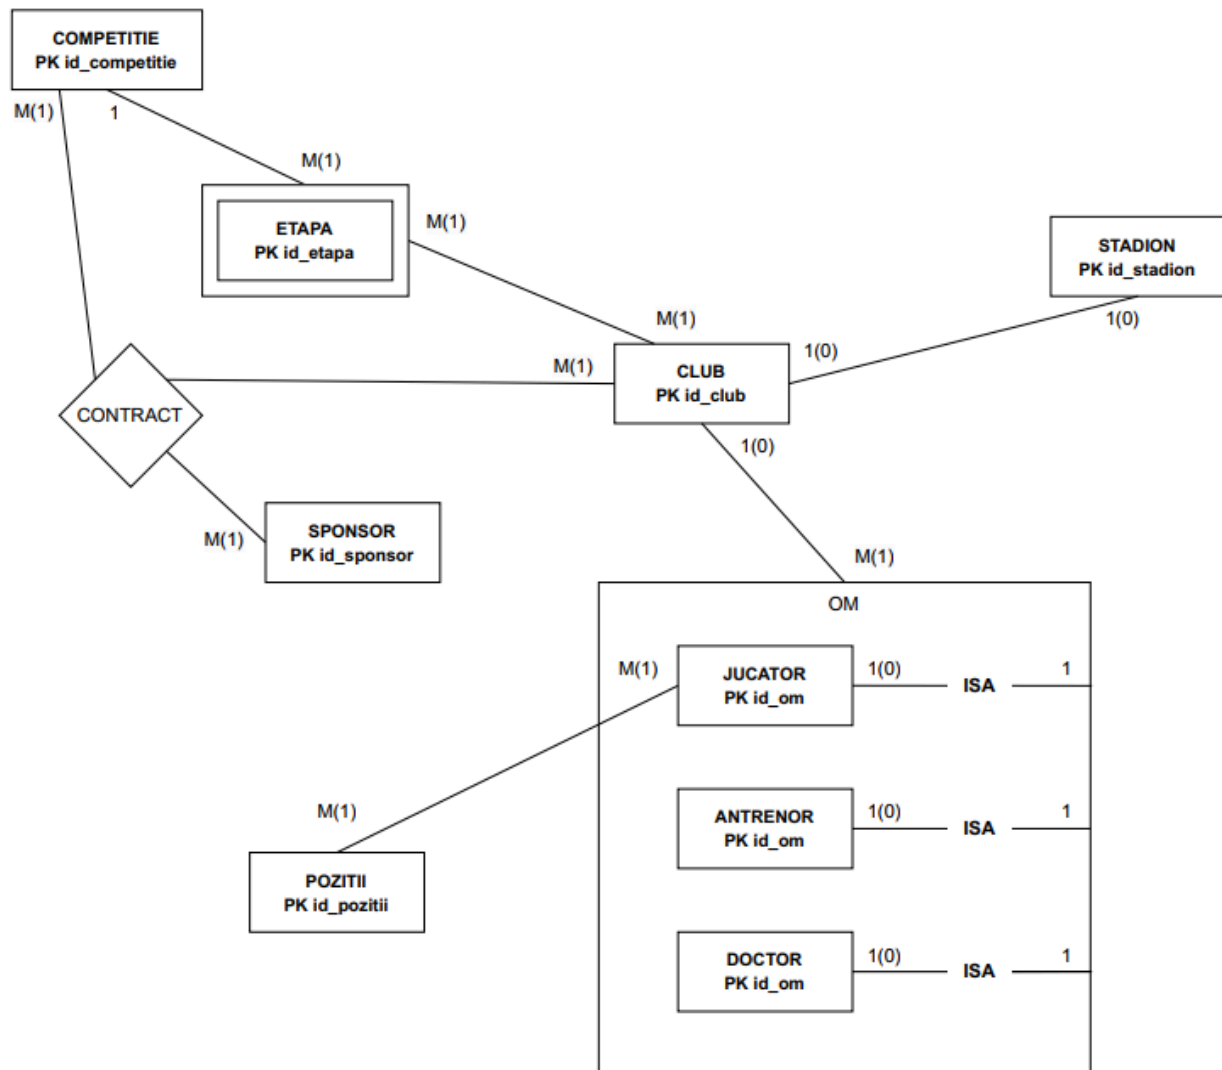 COMPETITIE
PK id_competitie
M(1)
1
M(1)
ETAPA
PK id_etapa
M(1)
STADION
PK id_stadion
M(1)
1(0)
M(1)
CLUB
PK id_club
1(0)
CONTRACT
1(0)
SPONSOR
PK id_sponsor
M(1)
M(1)
OM
M(1)
JUCATOR
PK id_om
1(0)
ISA
1
M(1)
ANTRENOR
PK id_om
1(0)
ISA
1
POZITII
PK id_pozitii
DOCTOR
PK id_om
1(0)
ISA
1